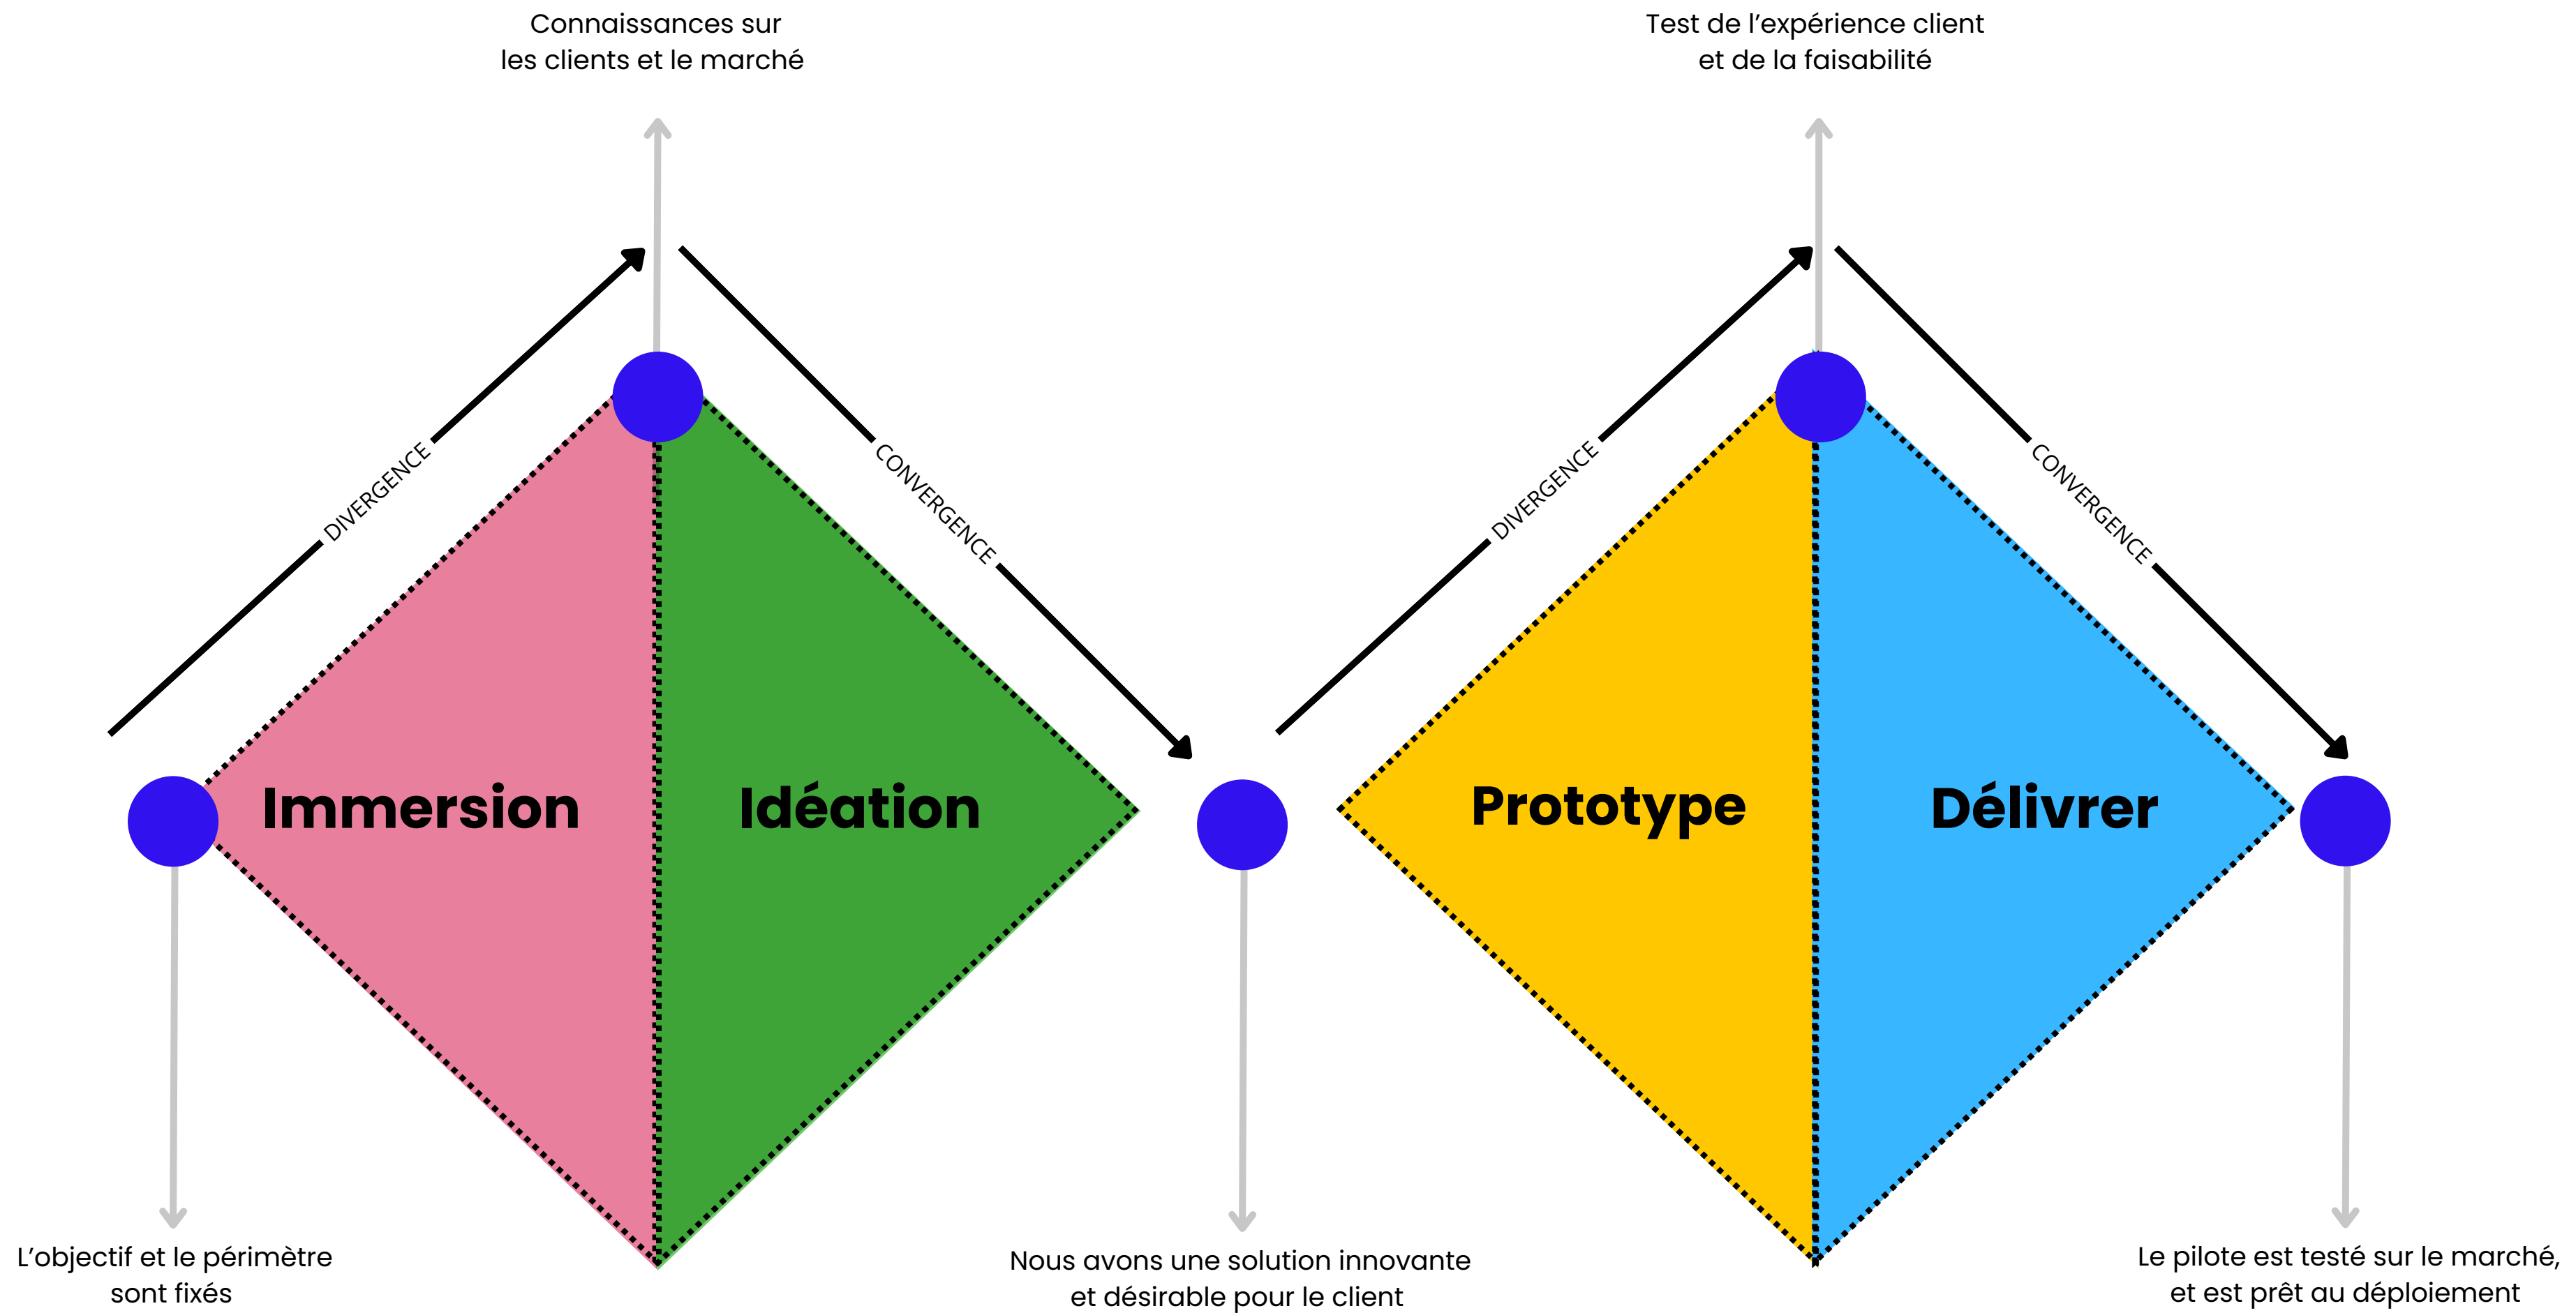 Connaissances sur
les clients et le marché
Test de l’expérience client
et de la faisabilité
DIVERGENCE
CONVERGENCE
DIVERGENCE
CONVERGENCE
Immersion
Idéation
Prototype
Délivrer
L’objectif et le périmètre
sont fixés
Nous avons une solution innovante
et désirable pour le client
Le pilote est testé sur le marché,
et est prêt au déploiement